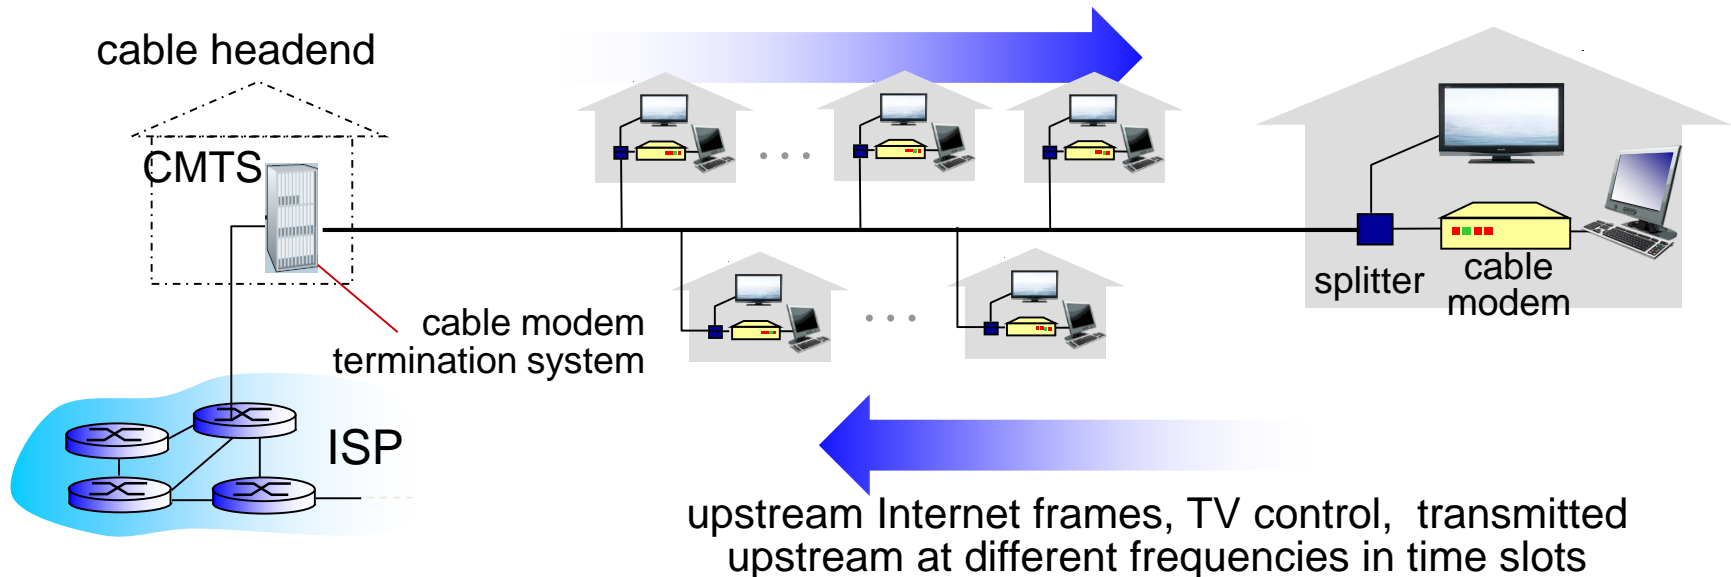 cable headend
CMTS
cable modem
termination system
splitter
cable
modem
ISP
upstream Internet frames, TV control,  transmitted
upstream at different frequencies in time slots